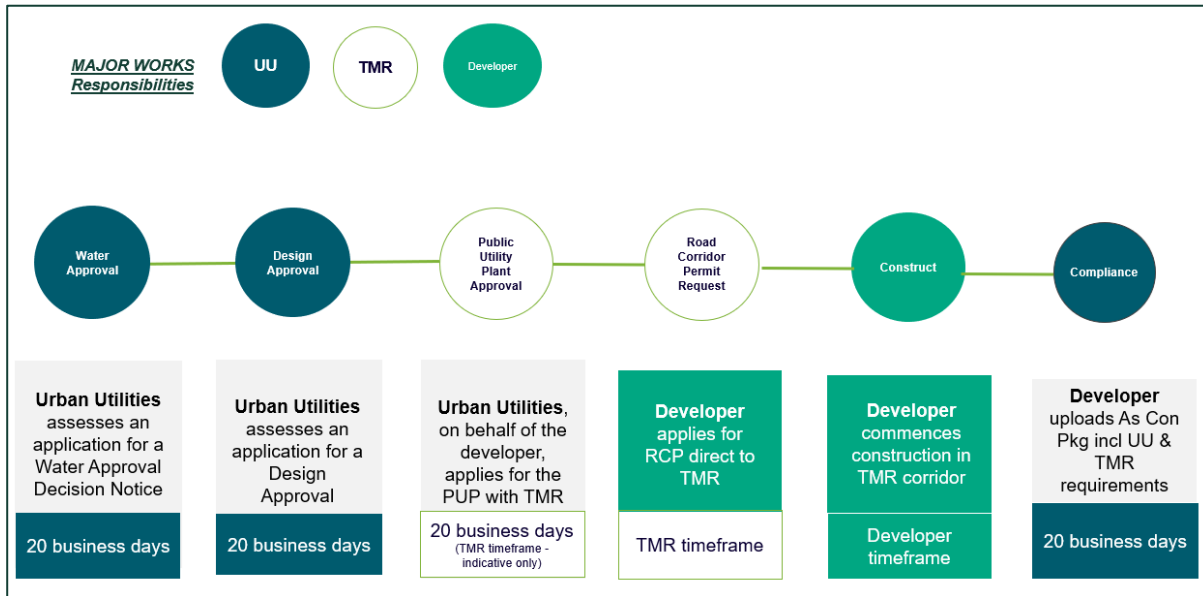 MAJOR WORKS
Responsibilities
UU
TMR
Developer
Water
Approval
Design
Approval
Public
Utility
Plant
Approval
Road
Corridor
Permit
Request
Construct
Compliance
Urban Utilities
assesses an
application for a
Water Approval
Decision Notice
20 business days
Urban Utilities
assesses an
application for a
Design
Approval
20 business days
Urban Utilities,
on behalf of the
developer,
applies for the
PUP with TMR
20 business days
(TMR timeframe -
indicative only)
Developer
applies for
RCP direct to
TMR
TMR timeframe
Developer
commences
construction in
TMR corridor
Developer
timeframe
Developer
uploads As Con
Pkg incl UU &
TMR
requirements
20 business days